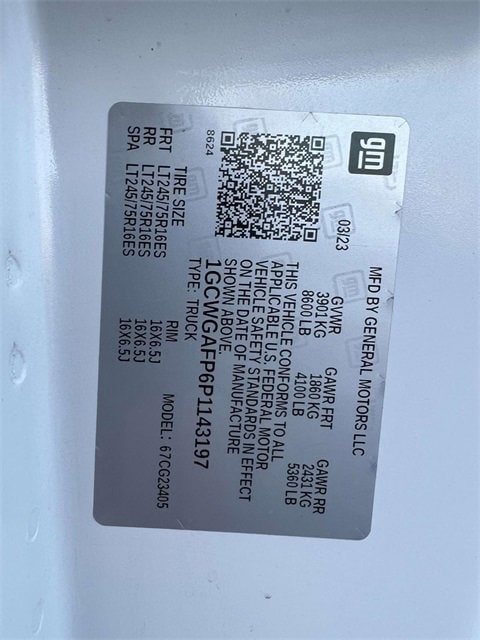 gm
MFD BY GENERAL MOTORS LLC
03/23 GVWR GAWR FRT GAWR RR
3901 KG 1860 KG 2431 KG
8600 LB 4100 LB 5360 LB
THIS VEHICLE CONFORMS TO ALL
APPLICABLE U.S. FEDERAL MOTOR
VEHICLE SAFETY STANDARDS IN EFFECT
ON THE DATE OF MANUFACTURE
SHOWN ABOVE.
8624
1GCWGAFP6P1143197
TYPE: TRUCK MODEL: 67CG23405
TIRE SIZE RIM
FRT LT245/75R16ES 16X6.5J
RR LT245/75R16ES 16X6.5J
SPA LT245/75R16ES 16X6.5J